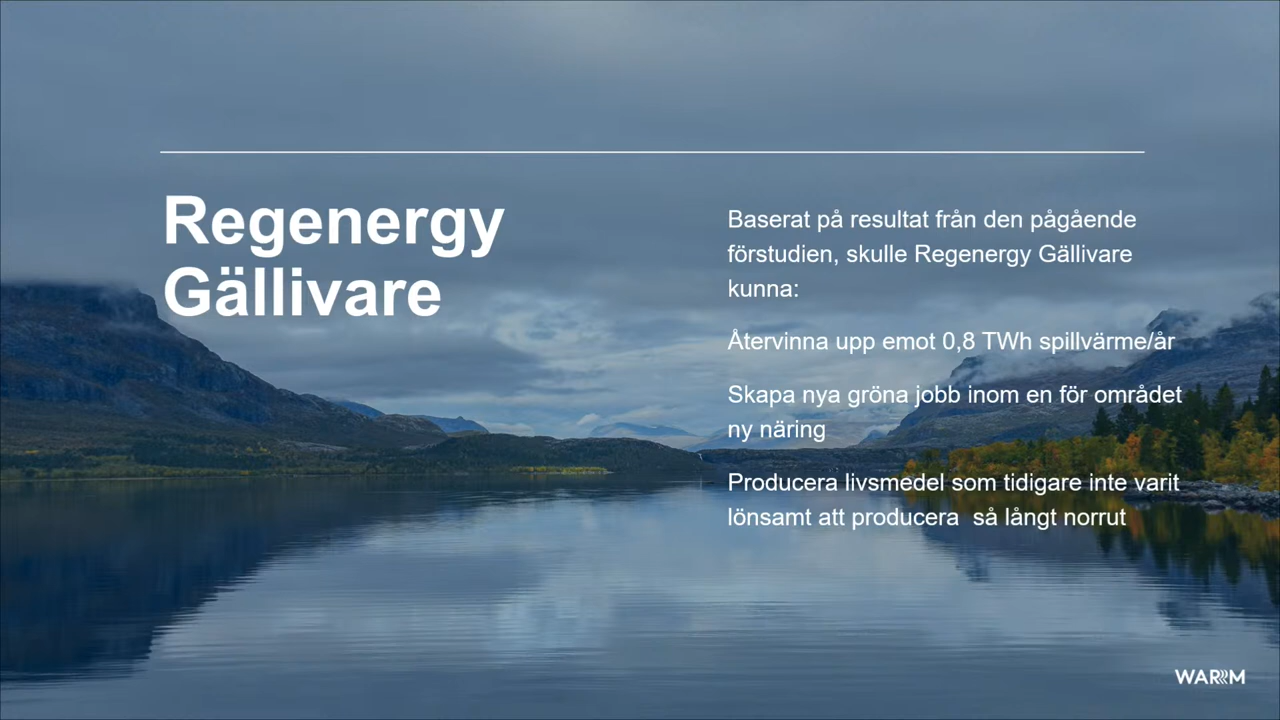 Regenergy
Gällivare
Baserat på resultat från den pågående
förstudien, skulle Regenergy Gällivare
kunna:
Återvinna upp emot 0,8 TWh spillvärme/år
Skapa nya gröna jobb inom en för området
ny näring
Producera livsmedel som tidigare inte varit
lönsamt att producera  så långt norrut
WARM